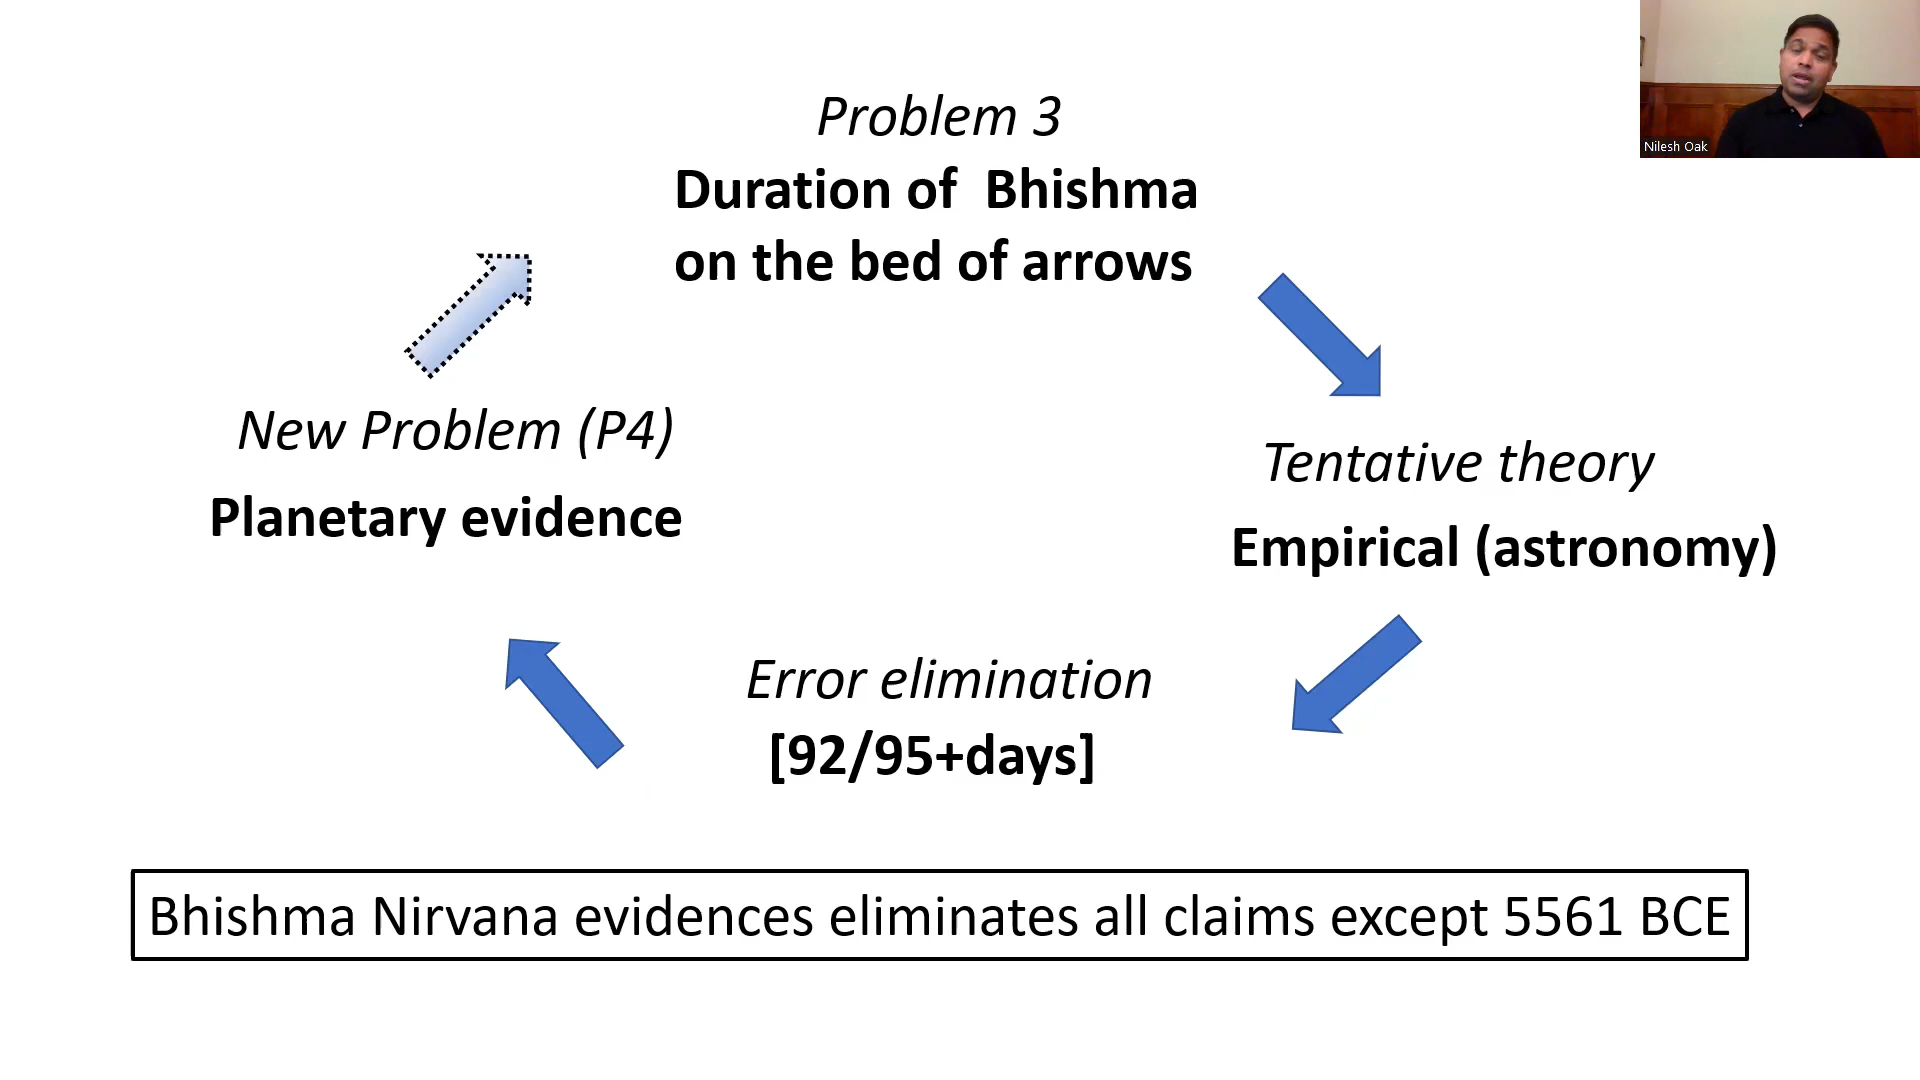 Problem 3
Duration of  Bhishma
on the bed of arrows
Nilesh Oak
New Problem (P4)
Planetary evidence
Tentative theory
Empirical (astronomy)
Error elimination
[92/95+days]
Bhishma Nirvana evidences eliminates all claims except 5561 BCE